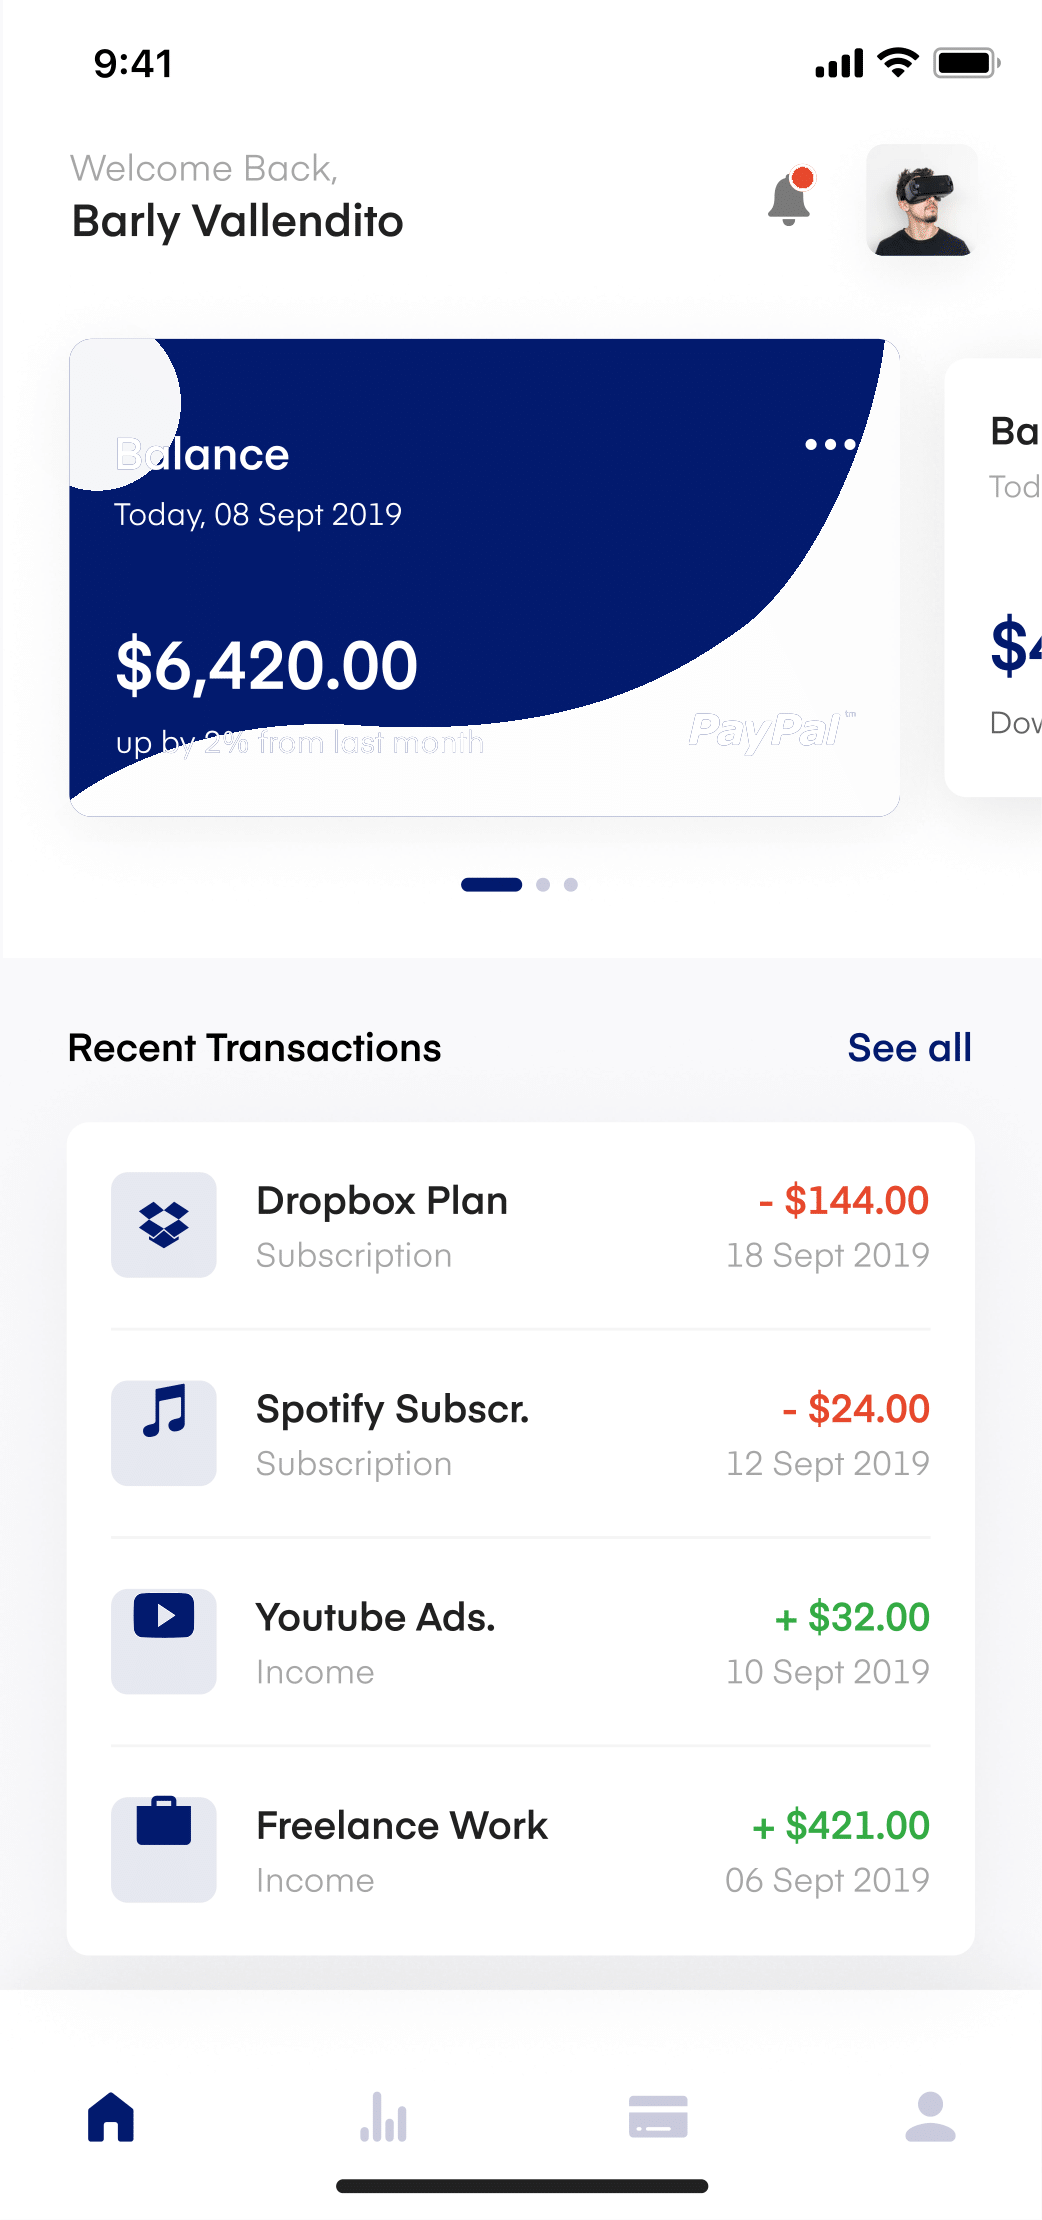 9:41
Welcome Back,
Barly Vallendito
Balance
Today, 08 Sept 2019
$6,420.00
up by 2% from last month
PayPal™
Ba
Tod
$4
Dov
Recent Transactions
See all
Dropbox Plan
- $144.00
Subscription
18 Sept 2019
Spotify Subscr.
- $24.00
Subscription
12 Sept 2019
Youtube Ads.
+ $32.00
Income
10 Sept 2019
Freelance Work
+ $421.00
Income
06 Sept 2019